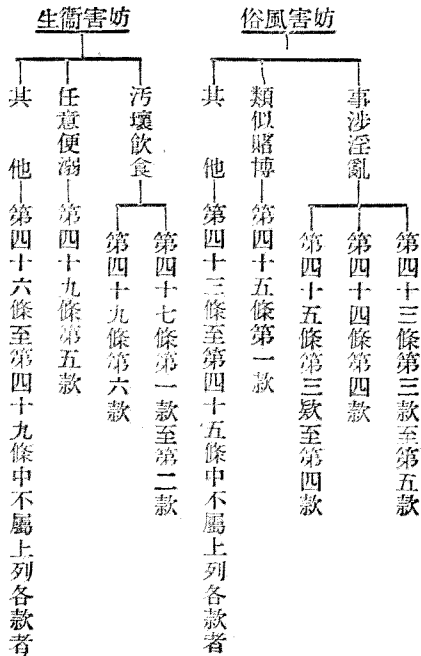 妨害風俗
事涉淫亂
第四十三條第三款至第五款
第四十四條第四款
第四十五條第三款至第四款
類似賭博
第四十五條第一款
其　他
第四十三條至第四十五條中不屬上列各款者
妨害衞生
汚壞飲食
第四十七條第一款至第二款
第四十九條第六款
任意便溺
第四十九條第五款
其　他
第四十六條至第四十九條中不屬上列各款者